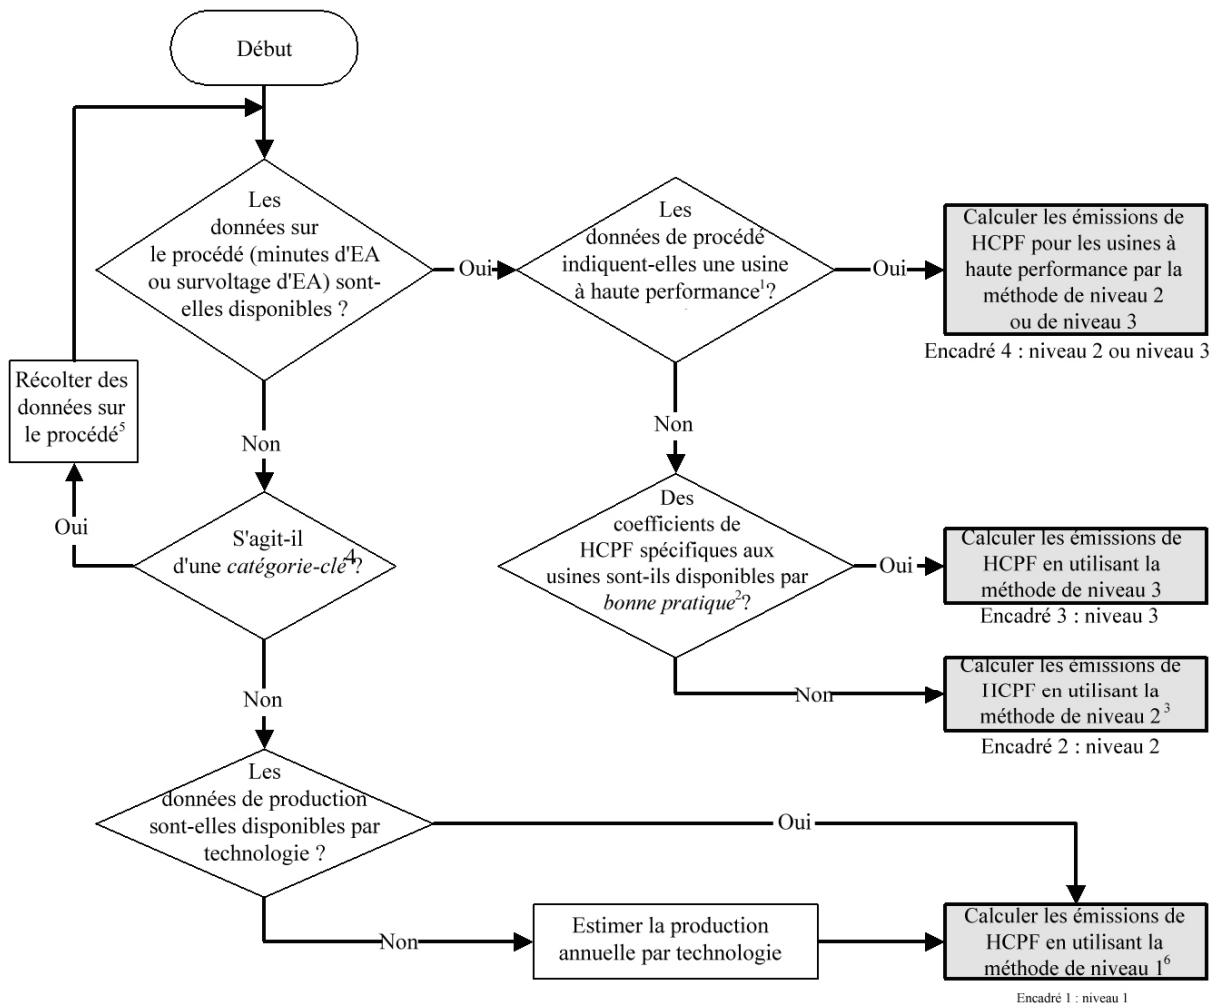 Début
Les
données sur
le procédé (minutes d'EA
ou survoltage d'EA) sont-
elles disponibles ?
Oui
Les
données de procédé
indiquent-elles une usine
à haute performance¹?
Oui
Calculer les émissions de
HCPF pour les usines à
haute performance par la
méthode de niveau 2
ou de niveau 3
Encadré 4 : niveau 2 ou niveau 3
Récolter des
données sur
le procédé⁵
Non
Non
Oui
S'agit-il
d'une catégorie-clé⁴?
Des
coefficients de
HCPF spécifiques aux
usines sont-ils disponibles par
bonne pratique²?
Oui
Calculer les émissions de
HCPF en utilisant la
méthode de niveau 3
Encadré 3 : niveau 3
Non
Non
Calculer les émissions de
HCPF en utilisant la
méthode de niveau 2³
Encadré 2 : niveau 2
Les
données de production
sont-elles disponibles par
technologie ?
Oui
Non
Estimer la production
annuelle par technologie
Calculer les émissions de
HCPF en utilisant la
méthode de niveau 1⁶
Encadré 1 : niveau 1